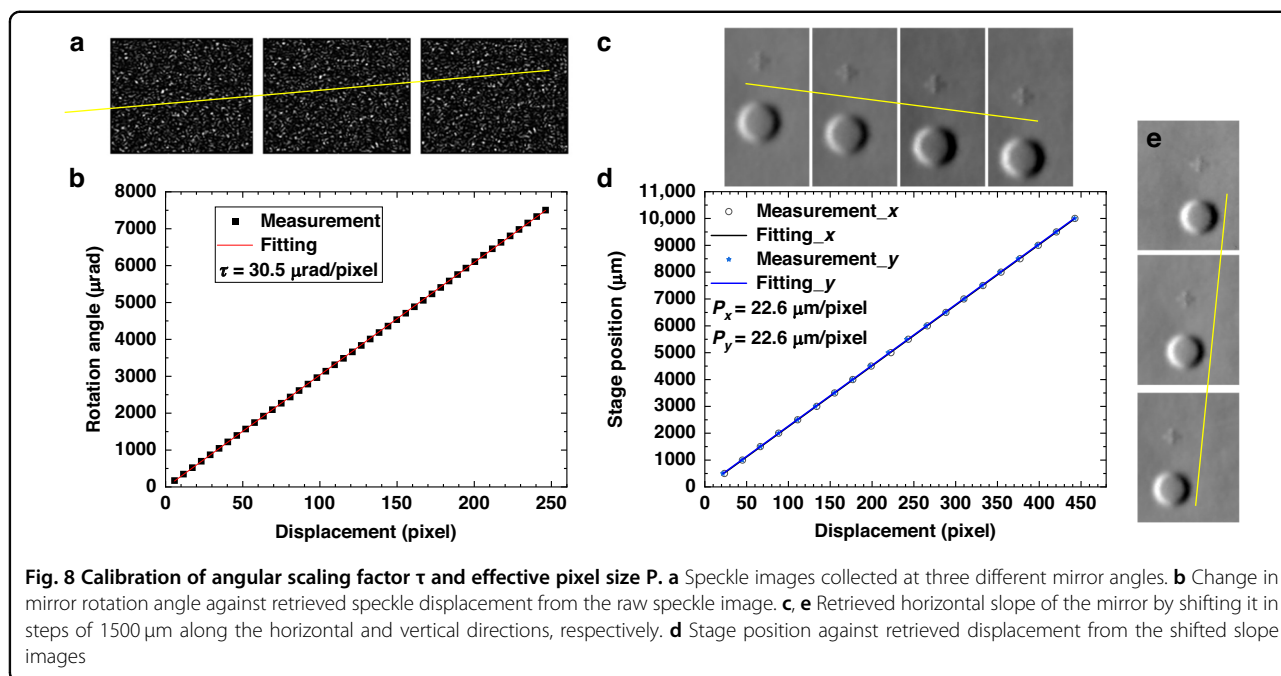 a
c
e
b
8000
7000
6000
5000
4000
3000
2000
1000
0
Rotation angle (μrad)
Measurement
Fitting
τ = 30.5 μrad/pixel
0 50 100 150 200 250
Displacement (pixel)
d
11,000
10,000
9000
8000
7000
6000
5000
4000
3000
2000
1000
0
Stage position (μm)
Measurement_x
Fitting_x
Measurement_y
Fitting_y
Px = 22.6 μm/pixel
Py = 22.6 μm/pixel
0 50 100 150 200 250 300 350 400 450
Displacement (pixel)
Fig. 8 Calibration of angular scaling factor τ and effective pixel size P. a Speckle images collected at three different mirror angles. b Change in
mirror rotation angle against retrieved speckle displacement from the raw speckle image. c, e Retrieved horizontal slope of the mirror by shifting it in
steps of 1500 μm along the horizontal and vertical directions, respectively. d Stage position against retrieved displacement from the shifted slope
images